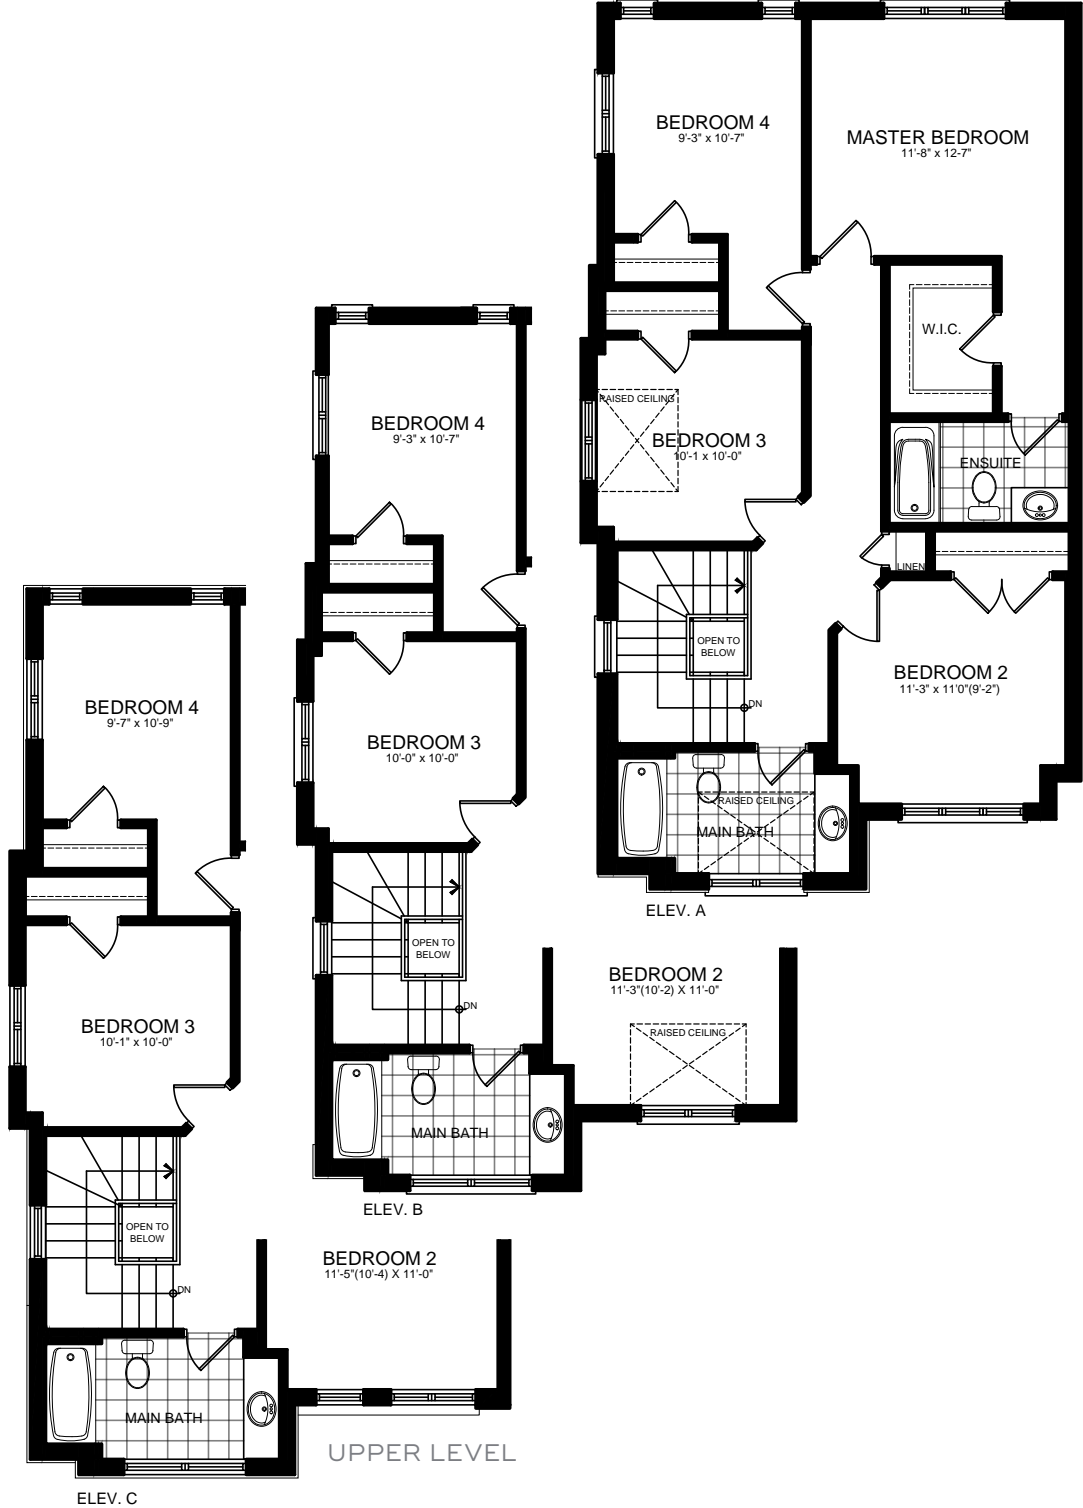 BEDROOM 4
9'-3" x 10'-7"
MASTER BEDROOM
11'-8" x 12-7"
W.I.C.
RAISED CEILING
BEDROOM 3
10'-1 x 10'-0"
ENSUITE
LINEN
OPEN TO
BELOW
DN
BEDROOM 2
11'-3" x 11'0"(9'-2")
RAISED CEILING
MAIN BATH
ELEV. A
BEDROOM 4
9'-3" x 10'-7"
BEDROOM 3
10'-0" x 10'-0"
OPEN TO
BELOW
DN
BEDROOM 2
11'-3"(10'-2) X 11'-0"
RAISED CEILING
MAIN BATH
ELEV. B
BEDROOM 4
9'-7" x 10'-9"
BEDROOM 3
10'-1" x 10'-0"
OPEN TO
BELOW
DN
BEDROOM 2
11'-5"(10'-4) X 11'-0"
MAIN BATH
UPPER LEVEL
ELEV. C